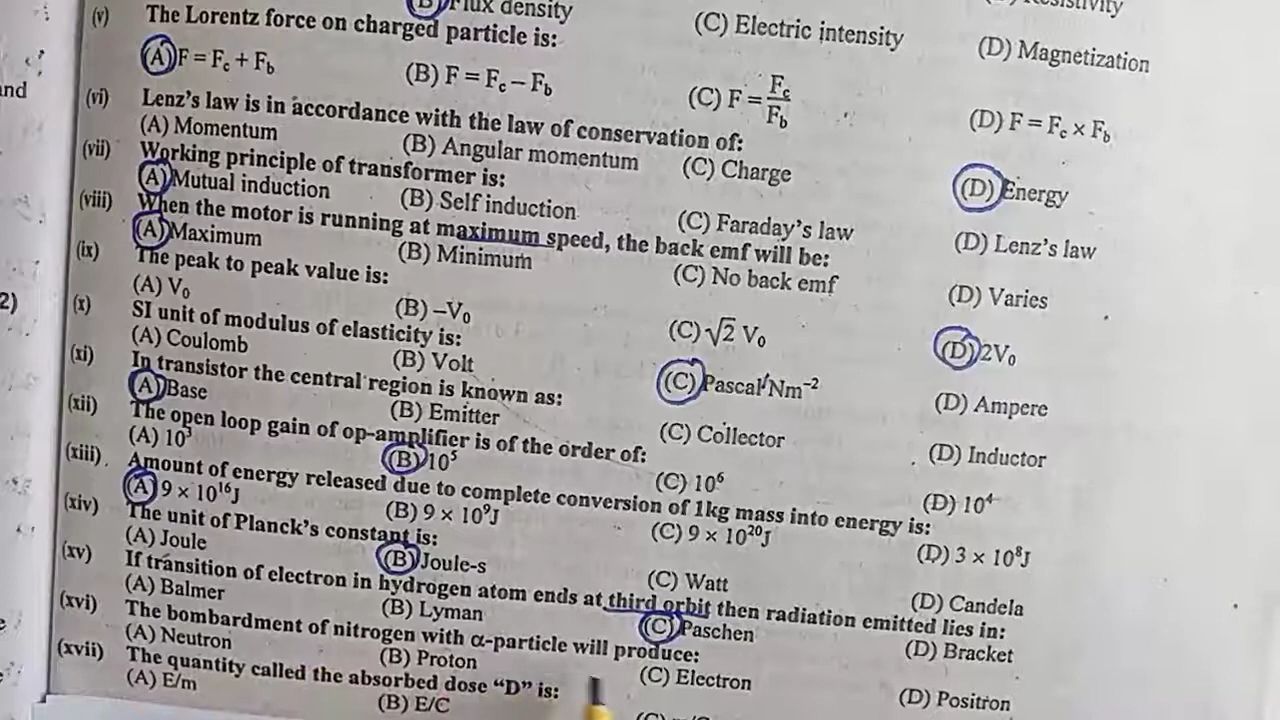 (B) Flux density (C) Electric intensity (D) Magnetization
(v) The Lorentz force on charged particle is:
(A) F = Fe + Fb (B) F = Fe − Fb (C) F = Fe/Fb (D) F = Fe × Fb
and
(vi) Lenz's law is in accordance with the law of conservation of:
(A) Momentum (B) Angular momentum (C) Charge (D) Energy
(vii) Working principle of transformer is:
(A) Mutual induction (B) Self induction (C) Faraday's law (D) Lenz's law
(viii) When the motor is running at maximum speed, the back emf will be:
(A) Maximum (B) Minimum (C) No back emf (D) Varies
(ix) The peak to peak value is:
2) (A) V₀ (B) −V₀ (C) √2 V₀ (D) 2V₀
(x) SI unit of modulus of elasticity is:
(A) Coulomb (B) Volt (C) Pascal Nm⁻² (D) Ampere
(xi) In transistor the central region is known as:
(A) Base (B) Emitter (C) Collector (D) Inductor
(xii) The open loop gain of op-amplifier is of the order of:
(A) 10³ (B) 10⁵ (C) 10⁶ (D) 10⁴
(xiii). Amount of energy released due to complete conversion of 1kg mass into energy is:
(A) 9 × 10¹⁶J (B) 9 × 10⁹J (C) 9 × 10²⁰J (D) 3 × 10⁸J
(xiv) The unit of Planck's constant is:
(A) Joule (B) Joule-s (C) Watt (D) Candela
(xv) If transition of electron in hydrogen atom ends at third orbit then radiation emitted lies in:
(A) Balmer (B) Lyman (C) Paschen (D) Bracket
(xvi) The bombardment of nitrogen with α-particle will produce:
(A) Neutron (B) Proton (C) Electron (D) Positron
(xvii) The quantity called the absorbed dose "D" is:
(A) E/m (B) E/C